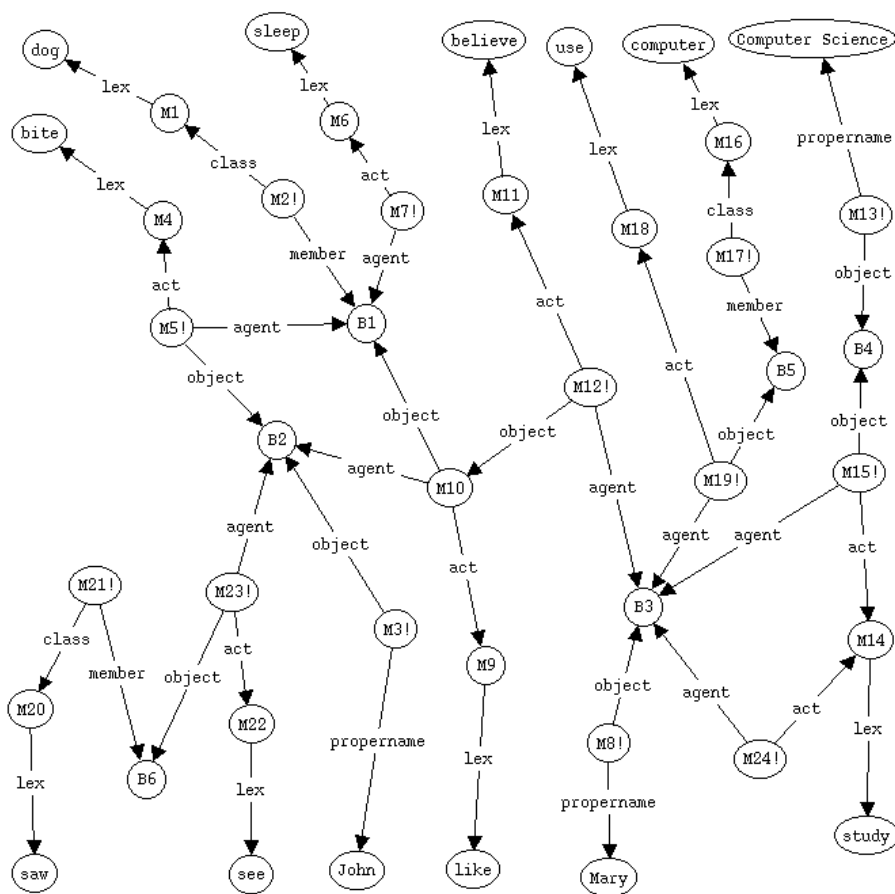 sleep
believe
computer
Computer Science
dog
use
lex
lex
M1
M6
lex
lex
propername
bite
class
act
lex
M16
lex
M11
M2!
M7!
M18
class
M13!
M4
member
agent
M17!
object
act
act
member
M5!
agent
B1
B4
object
M12!
act
B5
object
object
object
B2
object
agent
M10
M19!
M15!
agent
agent
agent
agent
object
act
act
M21!
M23!
B3
class
act
M3!
M14
member
object
M9
object
agent
M20
M22
act
propername
M8!
lex
lex
B6
lex
lex
M24!
propername
study
saw
see
John
like
Mary